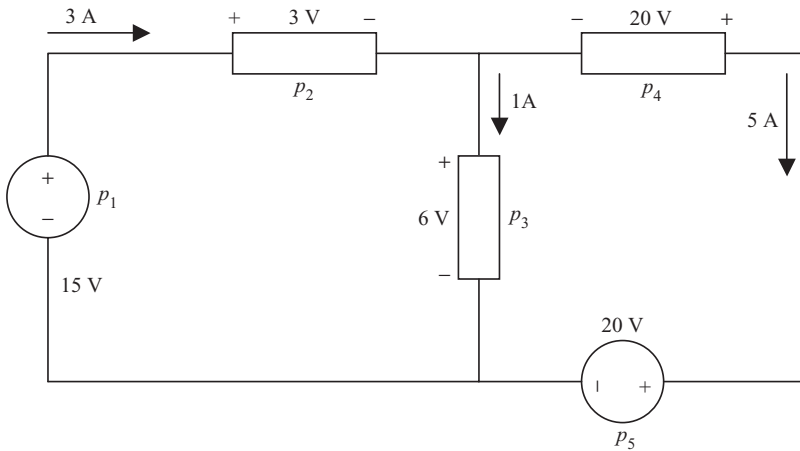 3 A
+ 3 V −
p2
− 20 V +
p4
1A
5 A
+
−
p1
15 V
+
6 V
−
p3
20 V
− +
p5